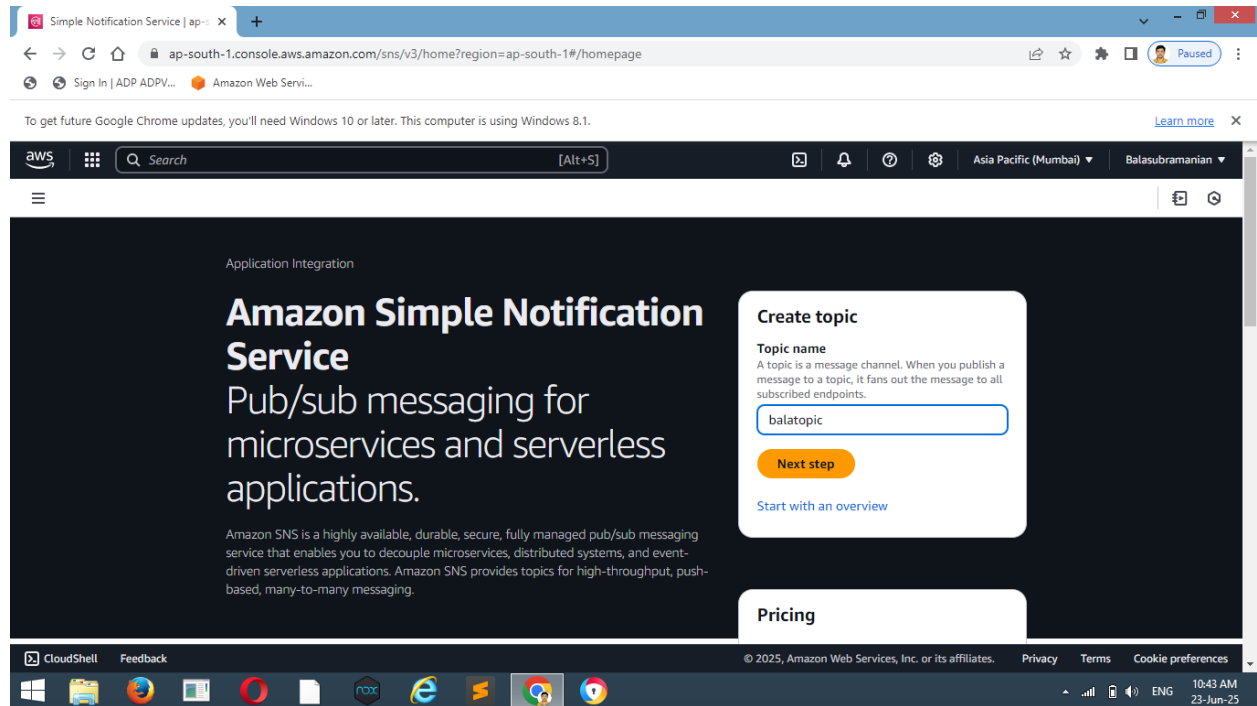 Simple Notification Service | ap-s
ap-south-1.console.aws.amazon.com/sns/v3/home?region=ap-south-1#/homepage
Paused
Sign In | ADP ADPV...
Amazon Web Servi...
To get future Google Chrome updates, you'll need Windows 10 or later. This computer is using Windows 8.1.
Learn more
aws
Search
[Alt+S]
Asia Pacific (Mumbai)
Balasubramanian
Application Integration
Amazon Simple Notification
Service
Pub/sub messaging for
microservices and serverless
applications.
Amazon SNS is a highly available, durable, secure, fully managed pub/sub messaging
service that enables you to decouple microservices, distributed systems, and event-
driven serverless applications. Amazon SNS provides topics for high-throughput, push-
based, many-to-many messaging.
Create topic
Topic name
A topic is a message channel. When you publish a
message to a topic, it fans out the message to all
subscribed endpoints.
balatopic
Next step
Start with an overview
Pricing
CloudShell
Feedback
© 2025, Amazon Web Services, Inc. or its affiliates.
Privacy
Terms
Cookie preferences
nox
ENG
10:43 AM
23-Jun-25